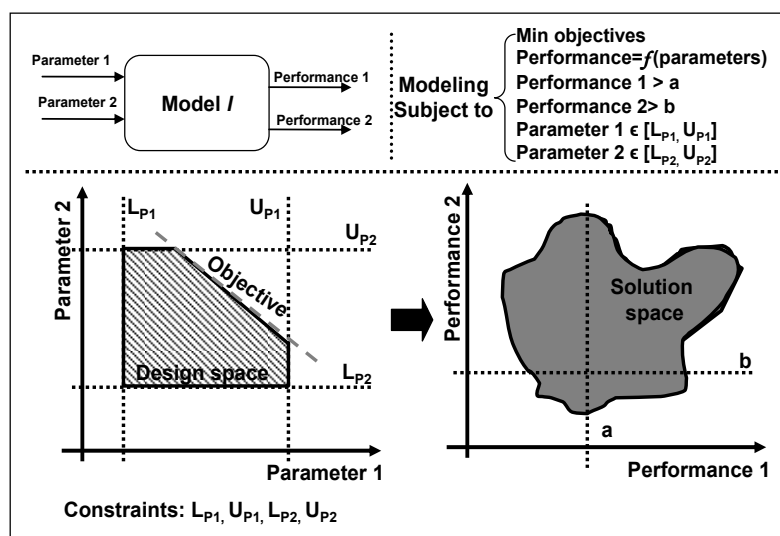 Parameter 1
Parameter 2
Model I
Performance 1
Performance 2
Modeling
Subject to
Min objectives
Performance=f(parameters)
Performance 1 > a
Performance 2> b
Parameter 1 ϵ [LP1, UP1]
Parameter 2 ϵ [LP2, UP2]
Parameter 2
LP1
UP1
UP2
Objective
Design space
LP2
Parameter 1
Constraints: LP1, UP1, LP2, UP2
Performance 2
Solution
space
b
a
Performance 1